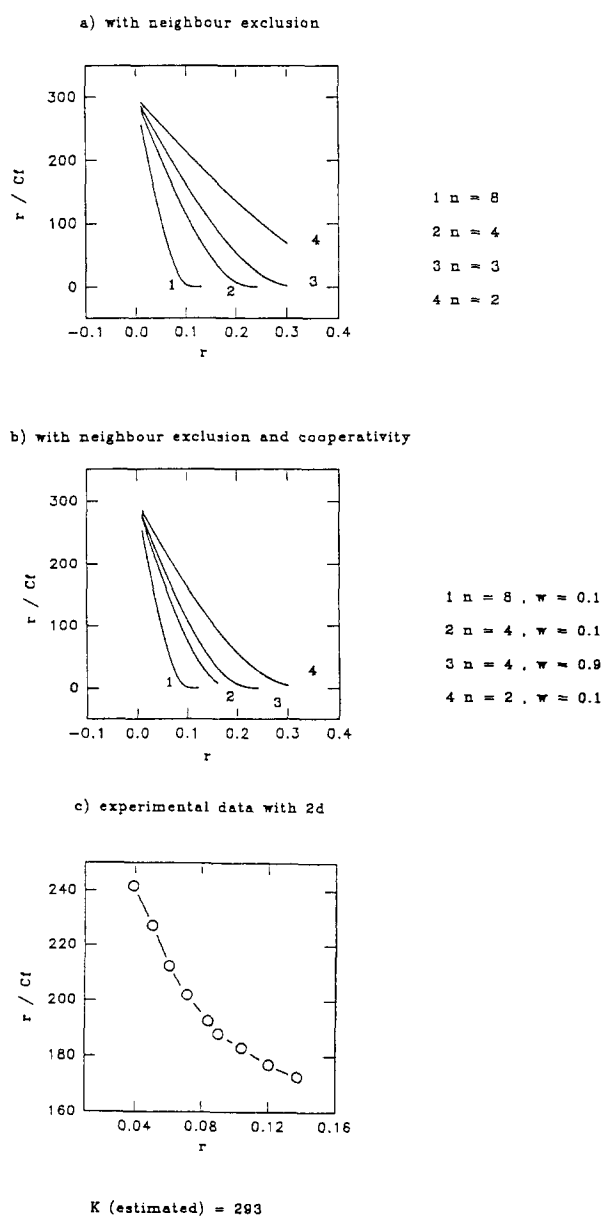 a) with neighbour exclusion
300
200
100
0
r / Cf
-0.1 0.0 0.1 0.2 0.3 0.4
r
1
2
3
4
1 n = 8
2 n = 4
3 n = 3
4 n = 2
b) with neighbour exclusion and cooperativity
300
200
100
0
r / Cf
-0.1 0.0 0.1 0.2 0.3 0.4
r
1
2
3
4
1 n = 8 , w = 0.1
2 n = 4 , w = 0.1
3 n = 4 , w = 0.9
4 n = 2 , w = 0.1
c) experimental data with 2d
240
220
200
180
160
r / Cf
0.04 0.08 0.12 0.16
r
K (estimated) = 293